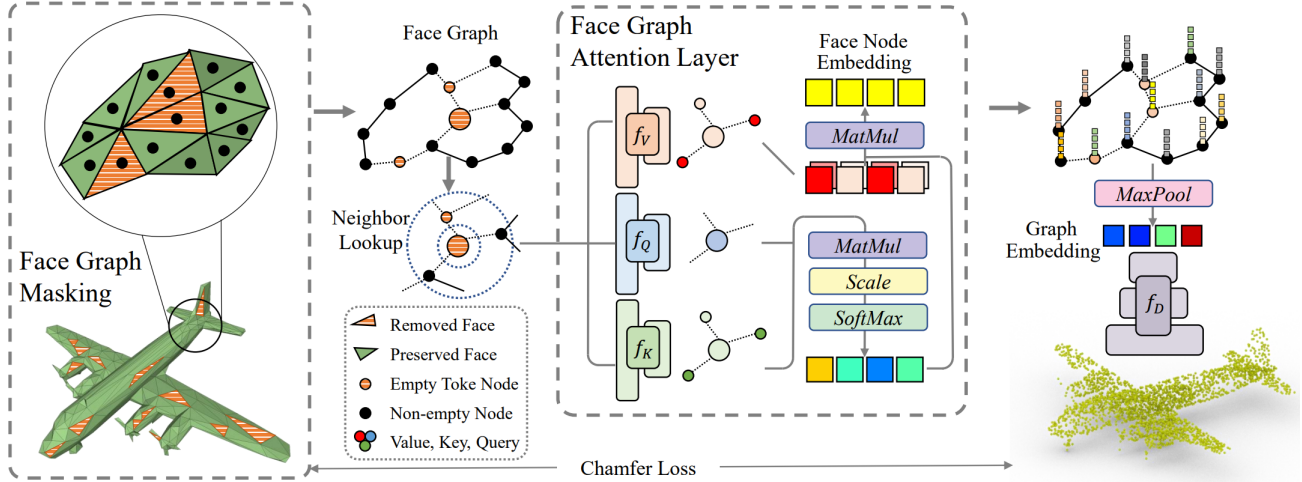 Face Graph
Masking
Face Graph
Neighbor
Lookup
Removed Face
Preserved Face
Empty Toke Node
Non-empty Node
Value, Key, Query
Face Graph
Attention Layer
f_V
f_Q
f_K
Face Node
Embedding
MatMul
MatMul
Scale
SoftMax
MaxPool
Graph
Embedding
f_D
Chamfer Loss